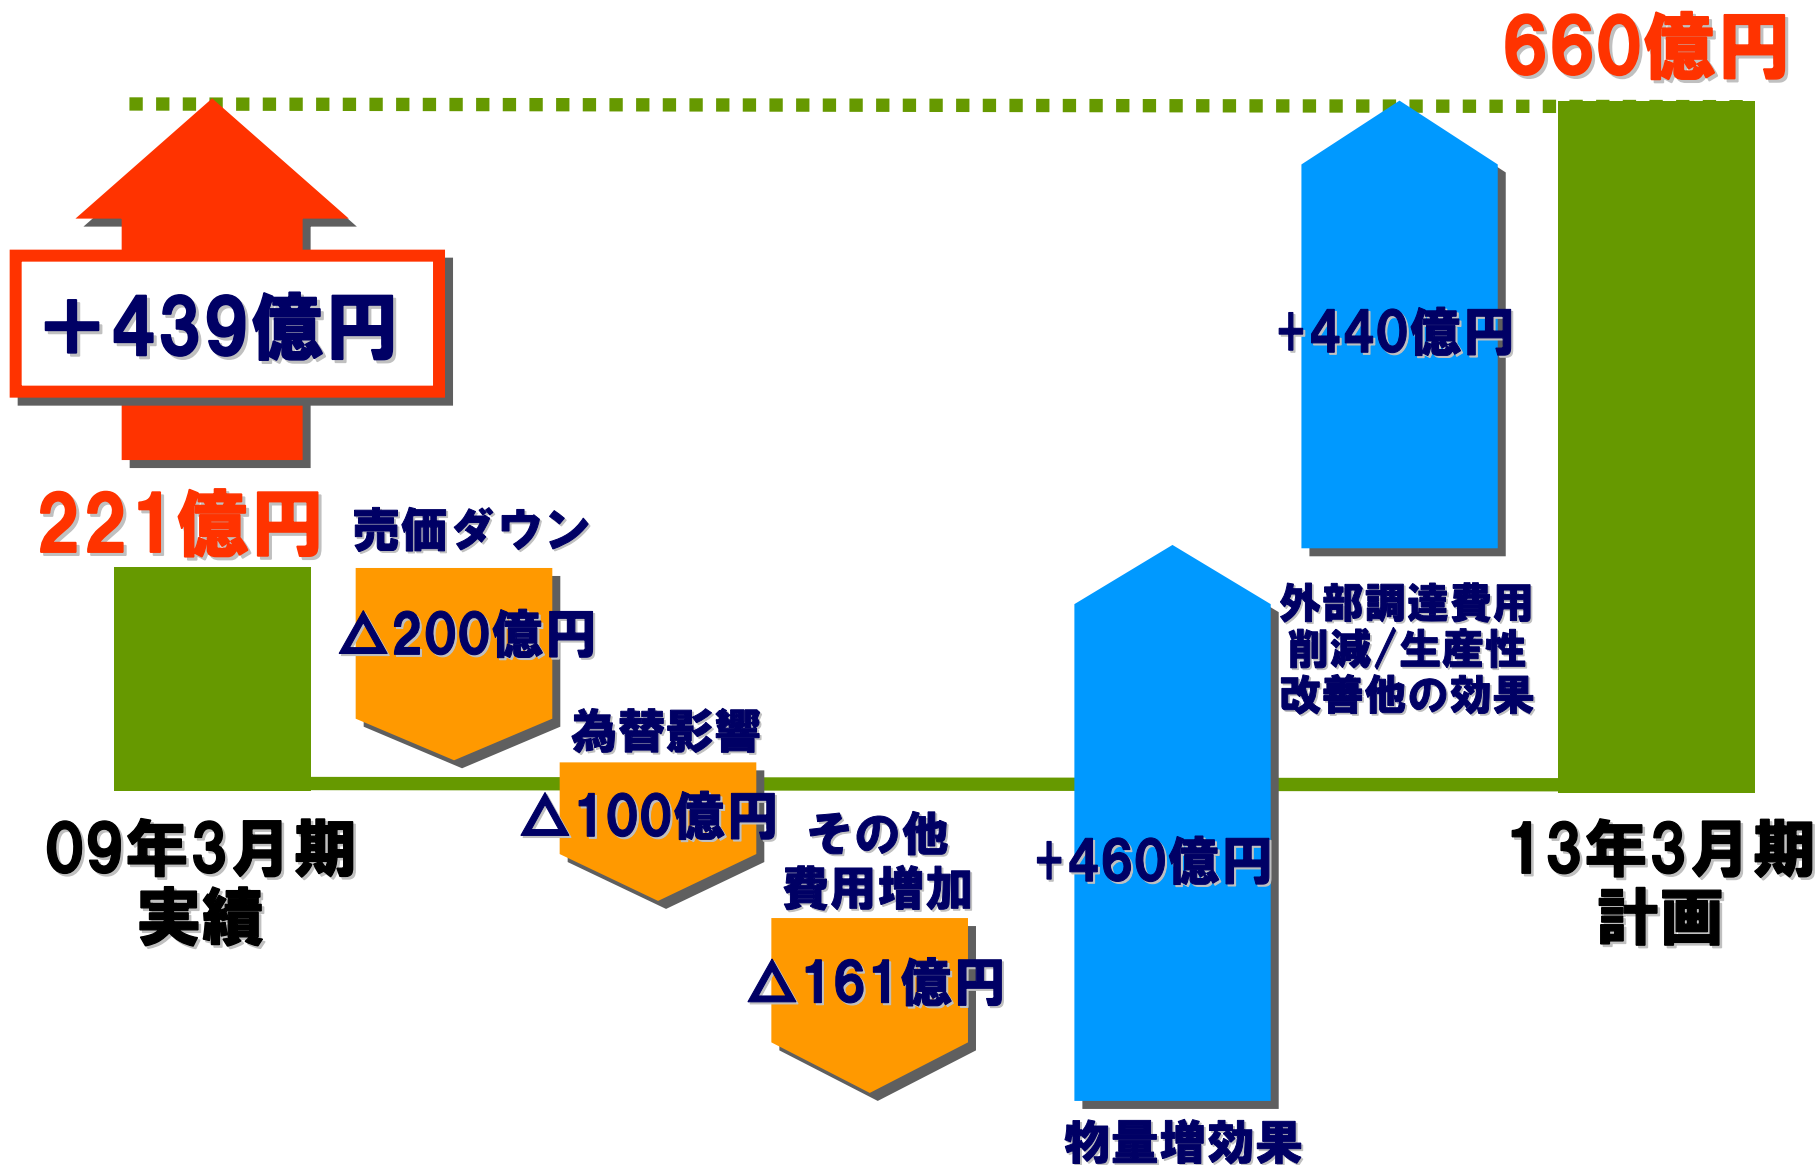 660億円
+439億円
221億円
売価ダウン
△200億円
為替影響
△100億円
その他
費用増加
△161億円
+460億円
物量増効果
+440億円
外部調達費用
削減/生産性
改善他の効果
09年3月期
実績
13年3月期
計画